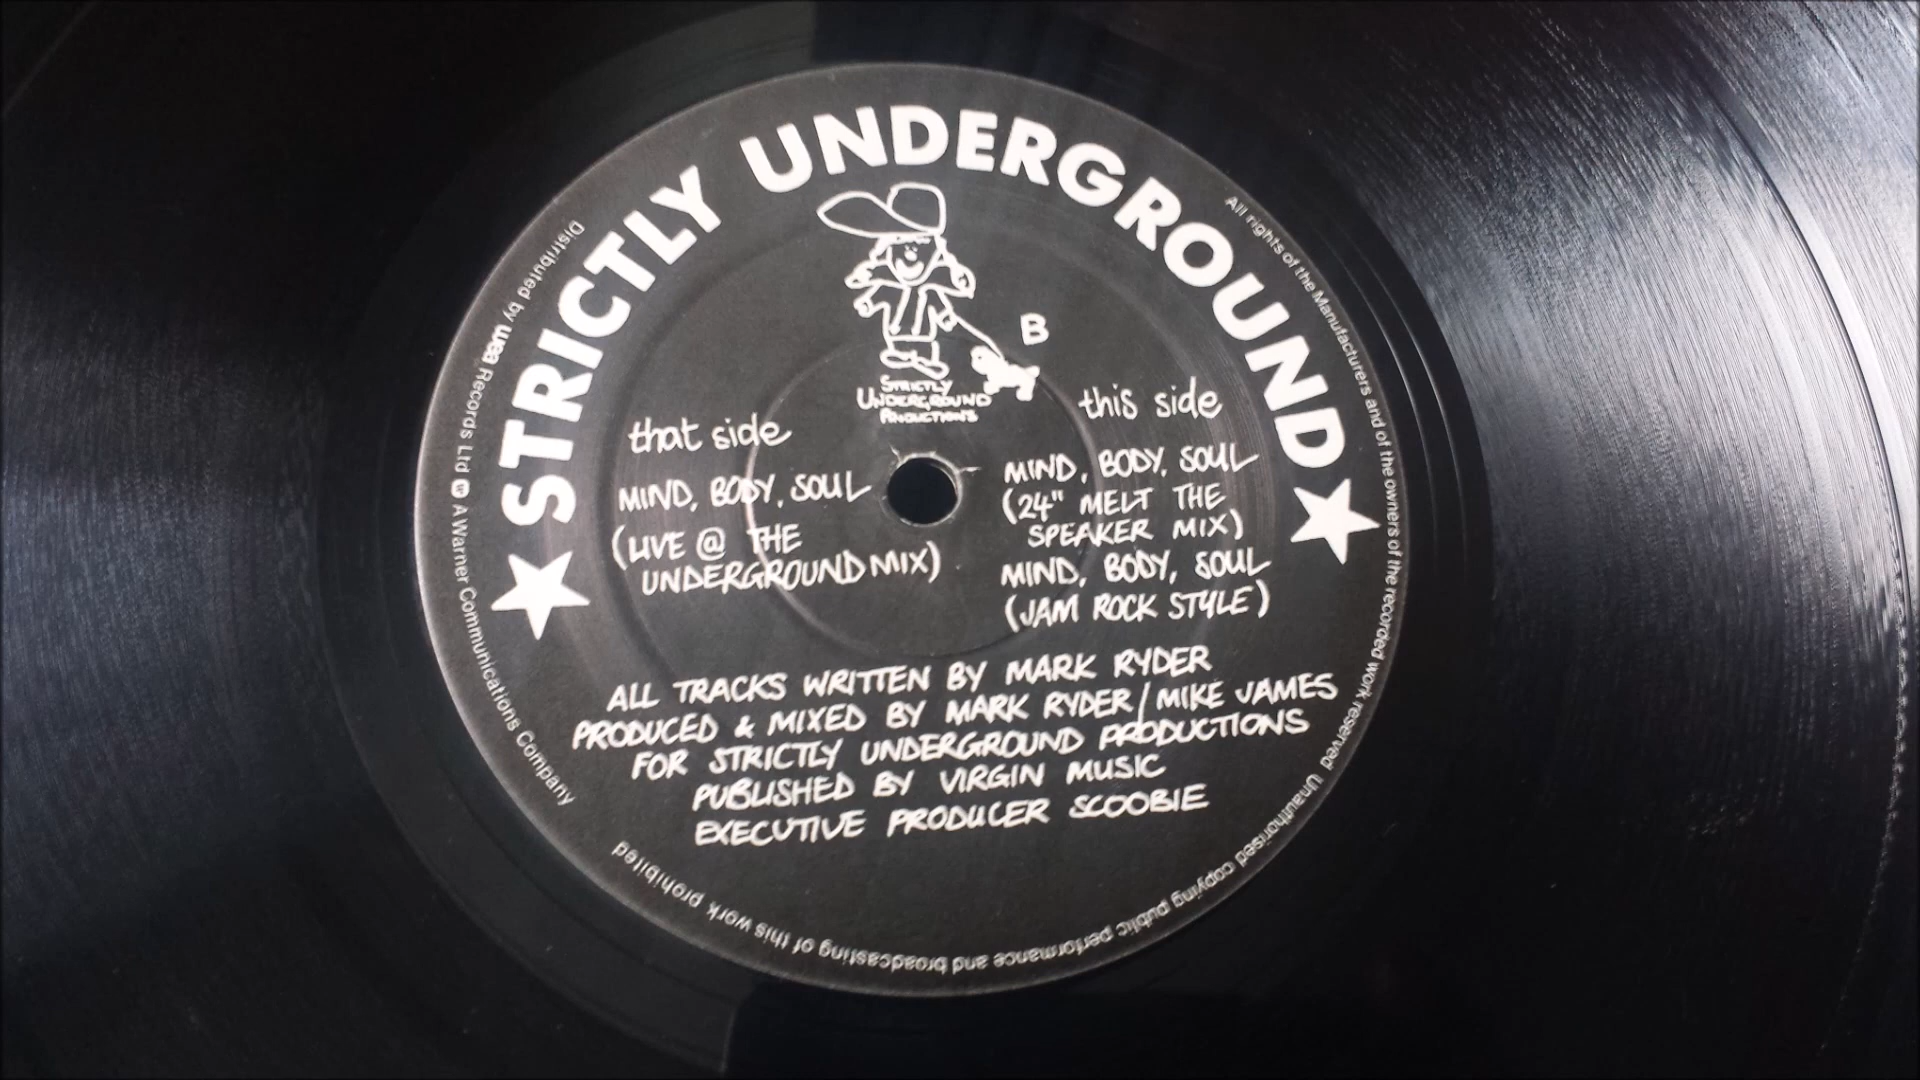 STRICTLY UNDERGROUND
B
STRICTLY
UNDERGROUND
PRODUCTIONS
that side
MIND, BODY, SOUL
(LIVE @ THE
UNDERGROUND MIX)
this side
MIND, BODY, SOUL
(24" MELT THE
SPEAKER MIX)
MIND, BODY, SOUL
(JAM ROCK STYLE)
ALL TRACKS WRITTEN BY MARK RYDER
PRODUCED & MIXED BY MARK RYDER/MIKE JAMES
FOR STRICTLY UNDERGROUND PRODUCTIONS
PUBLISHED BY VIRGIN MUSIC
EXECUTIVE PRODUCER SCOOBIE
All rights of the Manufacturers and of the owners of the recorded work reserved Unauthorised copying public performance and broadcasting of this work prohibited
Distributed by wea Records Ltd W A Warner Communications Company